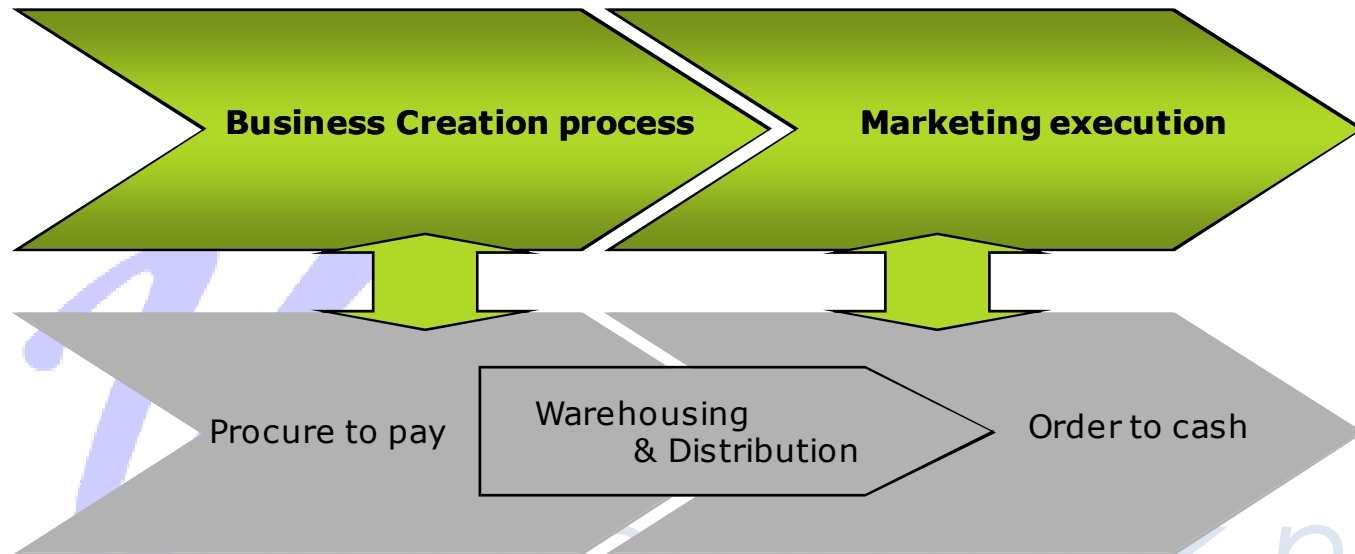 Business Creation process
Marketing execution
Procure to pay
Warehousing
& Distribution
Order to cash